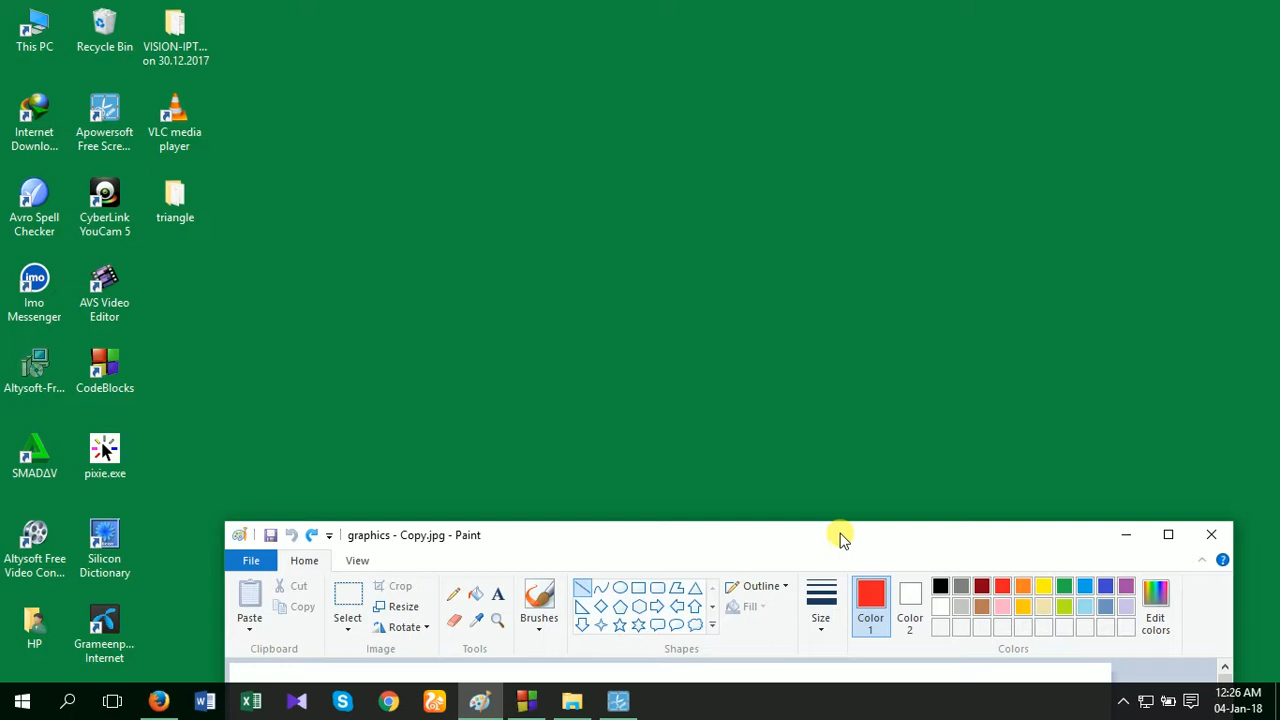 This PC
Recycle Bin
VISION-IPT...
on 30.12.2017
Internet
Downlo...
Apowersoft
Free Scre...
VLC media
player
Avro Spell
Checker
CyberLink
YouCam 5
triangle
imo
Imo
Messenger
AVS Video
Editor
Altysoft-Fr...
CodeBlocks
SMADΔV
pixie.exe
Altysoft Free
Video Con...
Silicon
Dictionary
HP
Grameenp...
Internet
graphics - Copy.jpg - Paint
File
Home
View
Paste
Cut
Copy
Clipboard
Select
Crop
Resize
Rotate
Image
A
Tools
Brushes
Outline
Fill
Shapes
Size
Color
1
Color
2
Edit
colors
Colors
12:26 AM
04-Jan-18